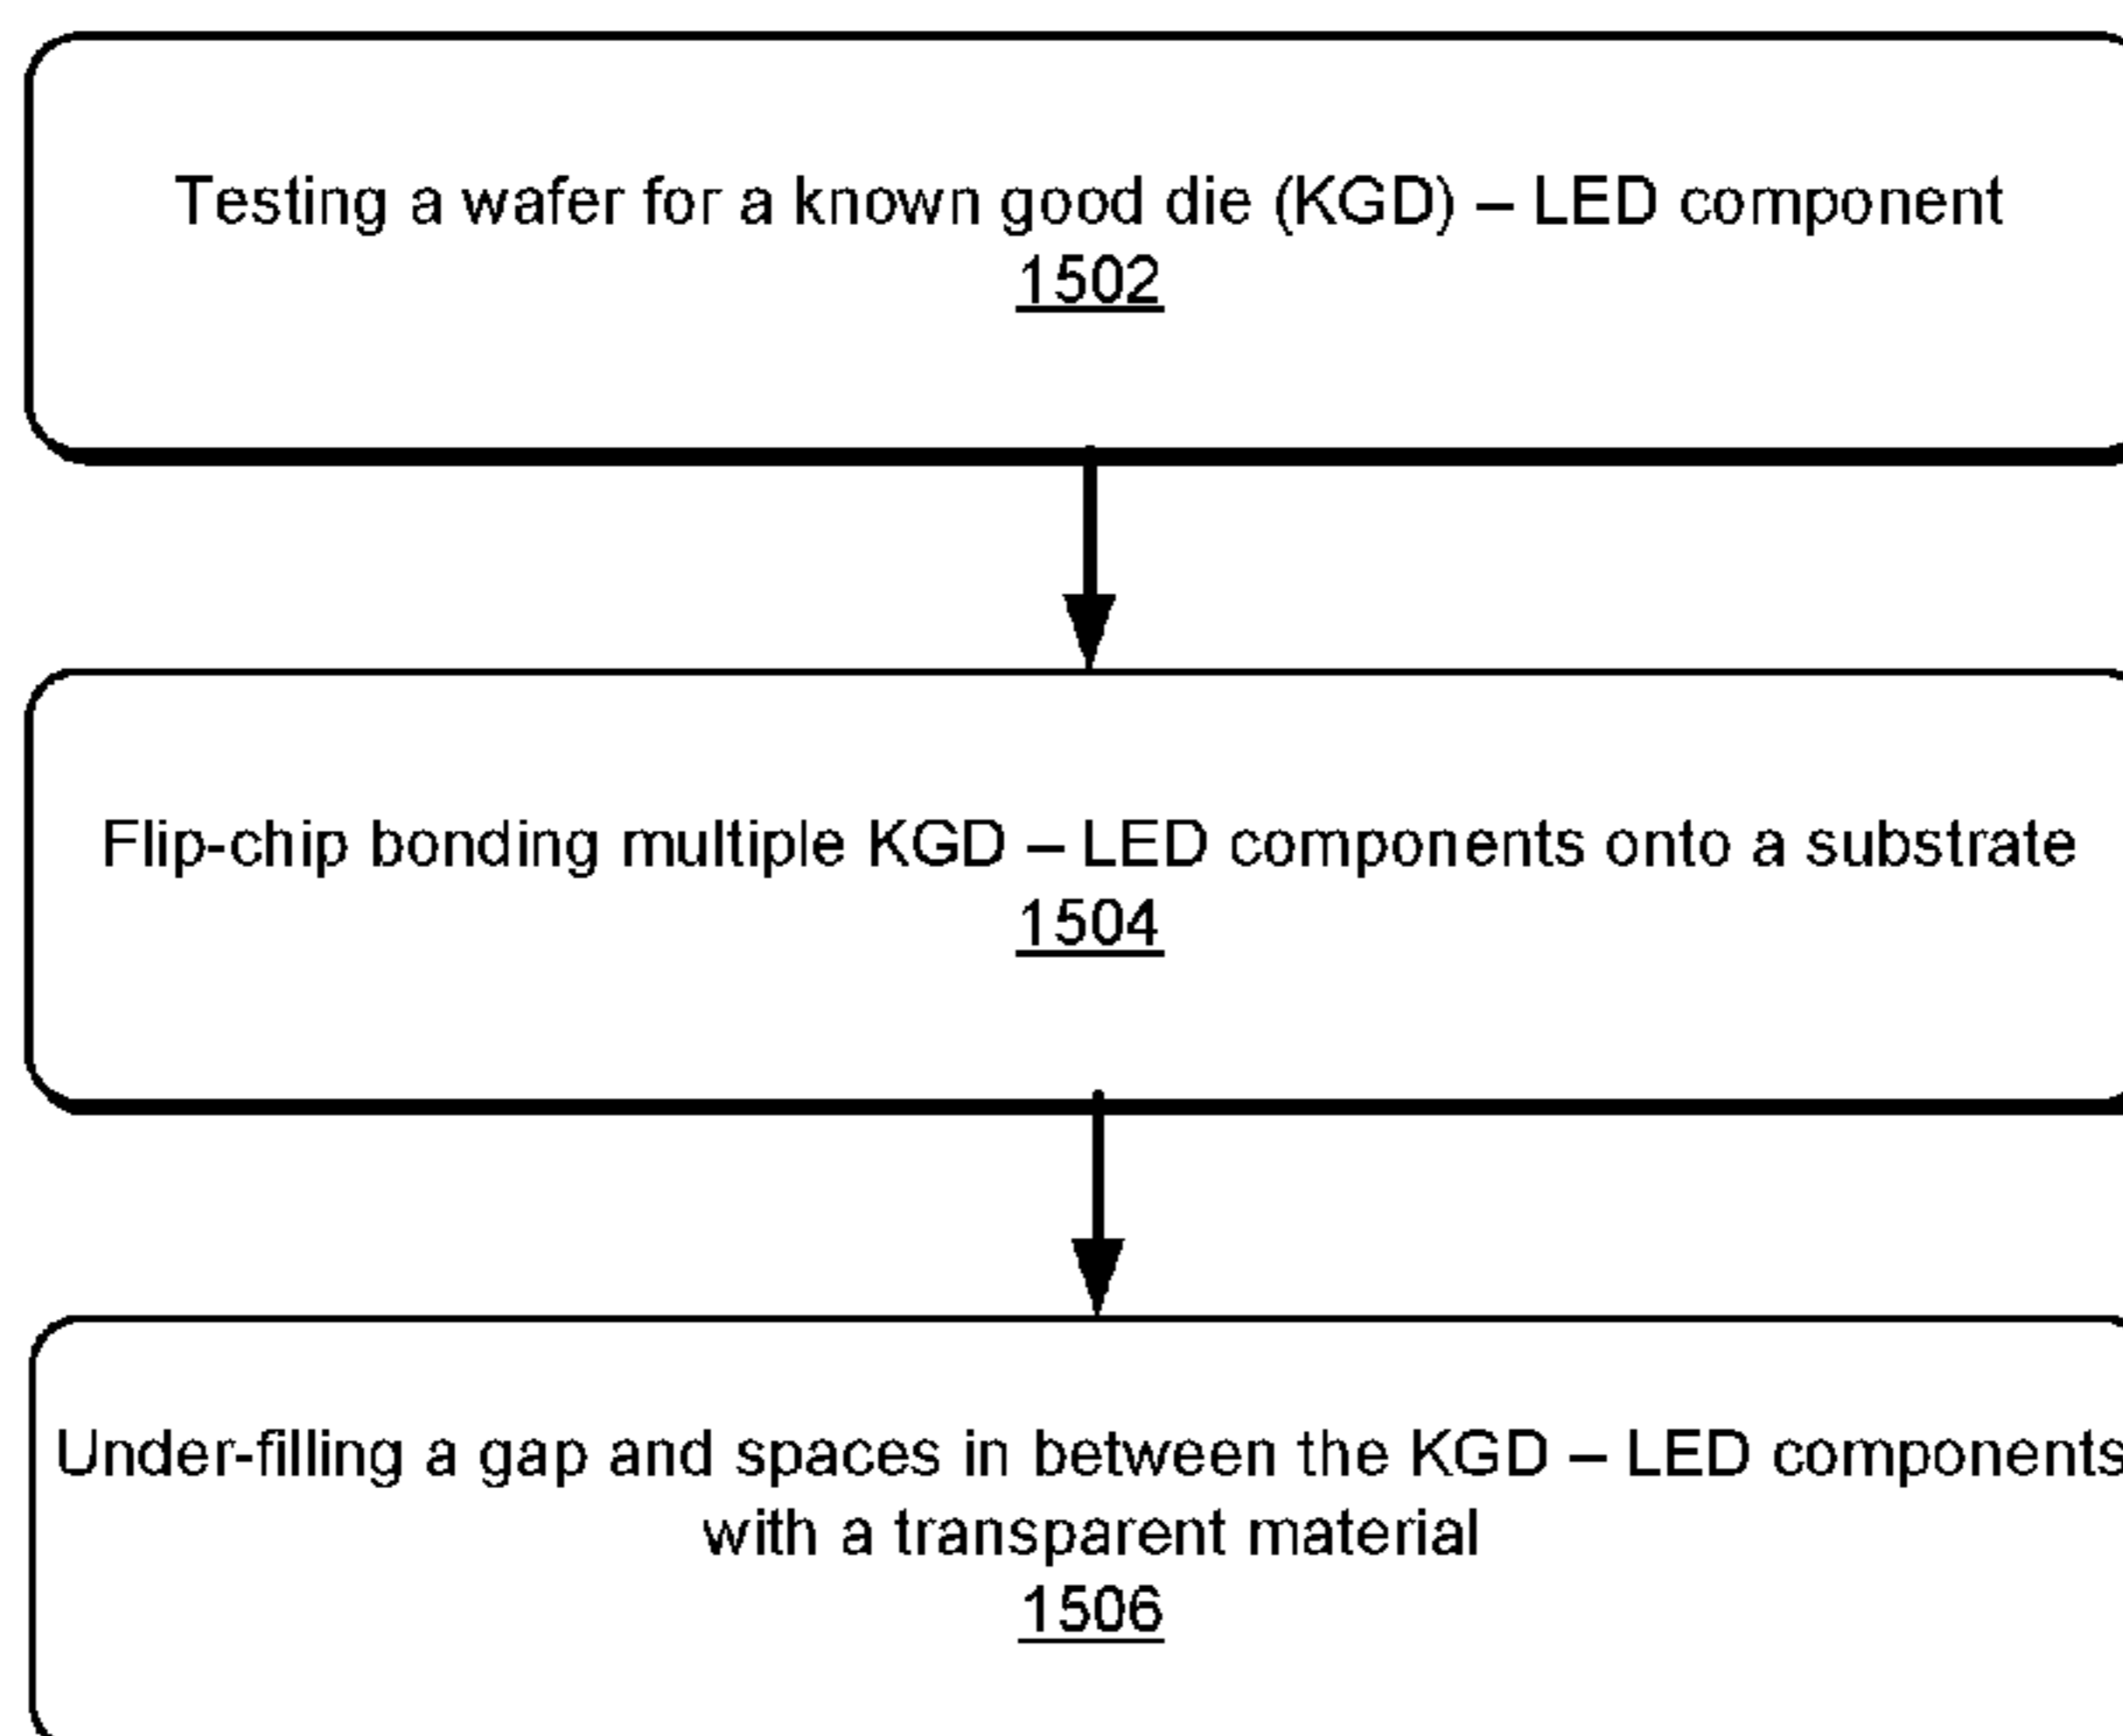 Testing a wafer for a known good die (KGD) – LED component
1502
Flip-chip bonding multiple KGD – LED components onto a substrate
1504
Under-filling a gap and spaces in between the KGD – LED components
with a transparent material
1506